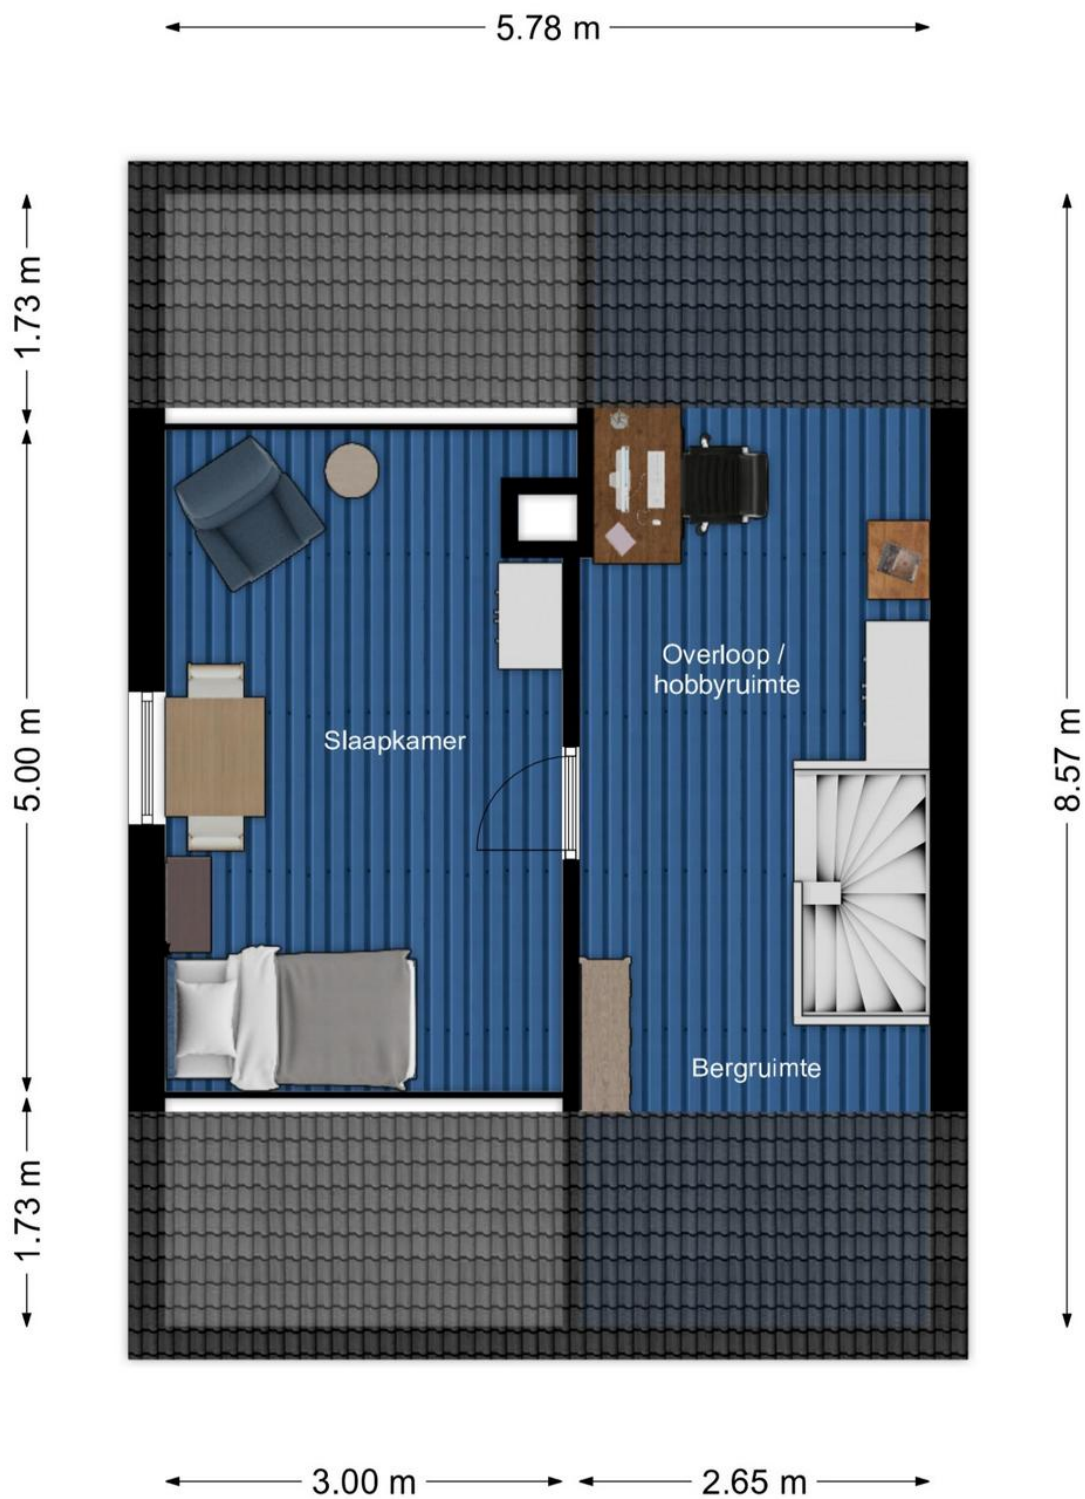 5.78 m
1.73 m
5.00 m
8.57 m
Overloop /
hobbyruimte
Slaapkamer
Bergruimte
1.73 m
3.00 m
2.65 m